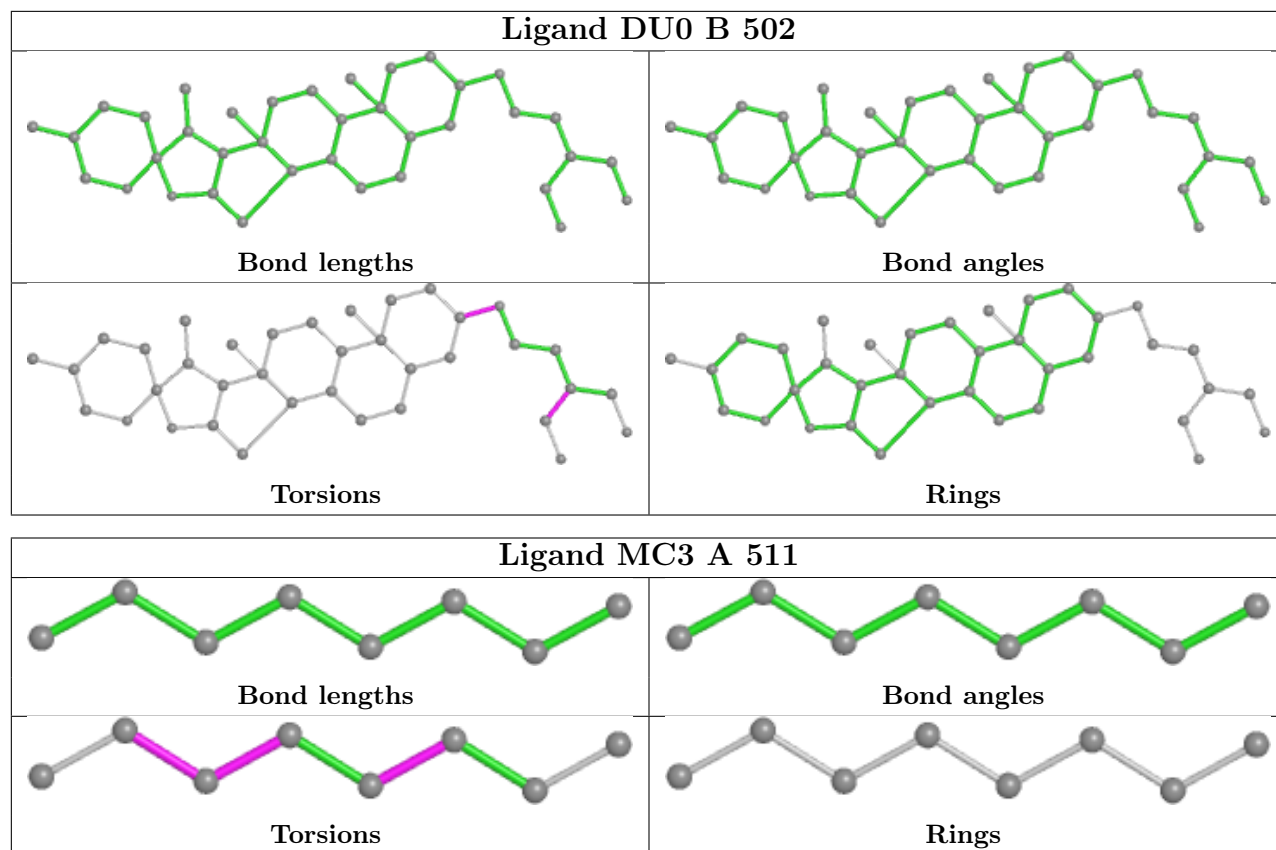 Ligand DU0 B 502
Bond lengths
Bond angles
Torsions
Rings
Ligand MC3 A 511
Bond lengths
Bond angles
Torsions
Rings